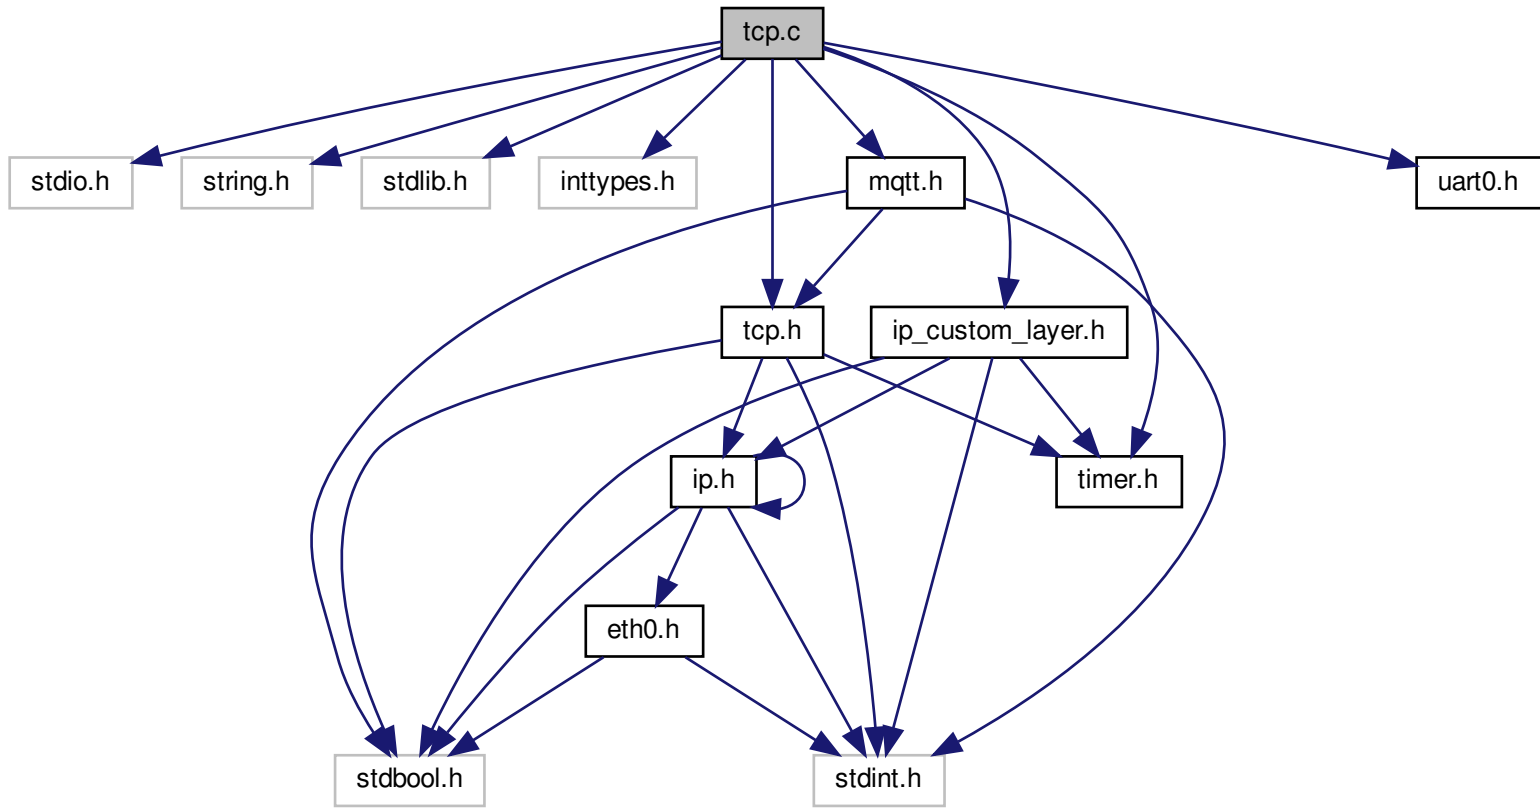 tcp.c
stdio.h
string.h
stdlib.h
inttypes.h
mqtt.h
uart0.h
tcp.h
ip_custom_layer.h
ip.h
timer.h
eth0.h
stdbool.h
stdint.h